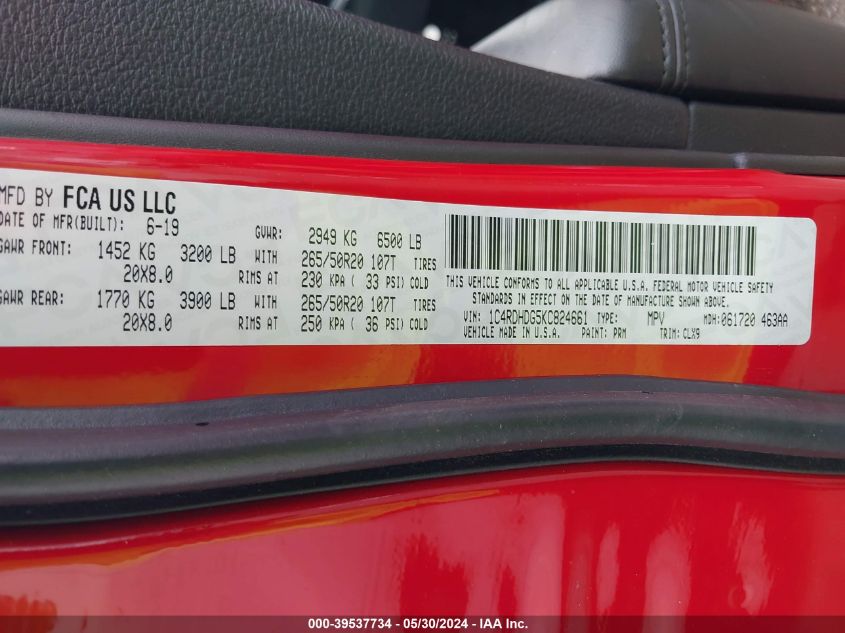 MFD BY FCA US LLC
DATE OF MFR(BUILT): 6-19 GVWR: 2949 KG 6500 LB
GAWR FRONT: 1452 KG 3200 LB WITH 265/50R20 107T TIRES
20X8.0 RIMS AT 230 KPA ( 33 PSI) COLD
GAWR REAR: 1770 KG 3900 LB WITH 265/50R20 107T TIRES
20X8.0 RIMS AT 250 KPA ( 36 PSI) COLD
THIS VEHICLE CONFORMS TO ALL APPLICABLE U.S.A. FEDERAL MOTOR VEHICLE SAFETY
STANDARDS IN EFFECT ON THE DATE OF MANUFACTURE SHOWN ABOVE.
VIN: 1C4RDHDG5KC824661 TYPE: MPV MDH: 061720 463AA
VEHICLE MADE IN U.S.A. PAINT: PRM TRIM: CLX9
000-39537734 - 05/30/2024 - IAA Inc.